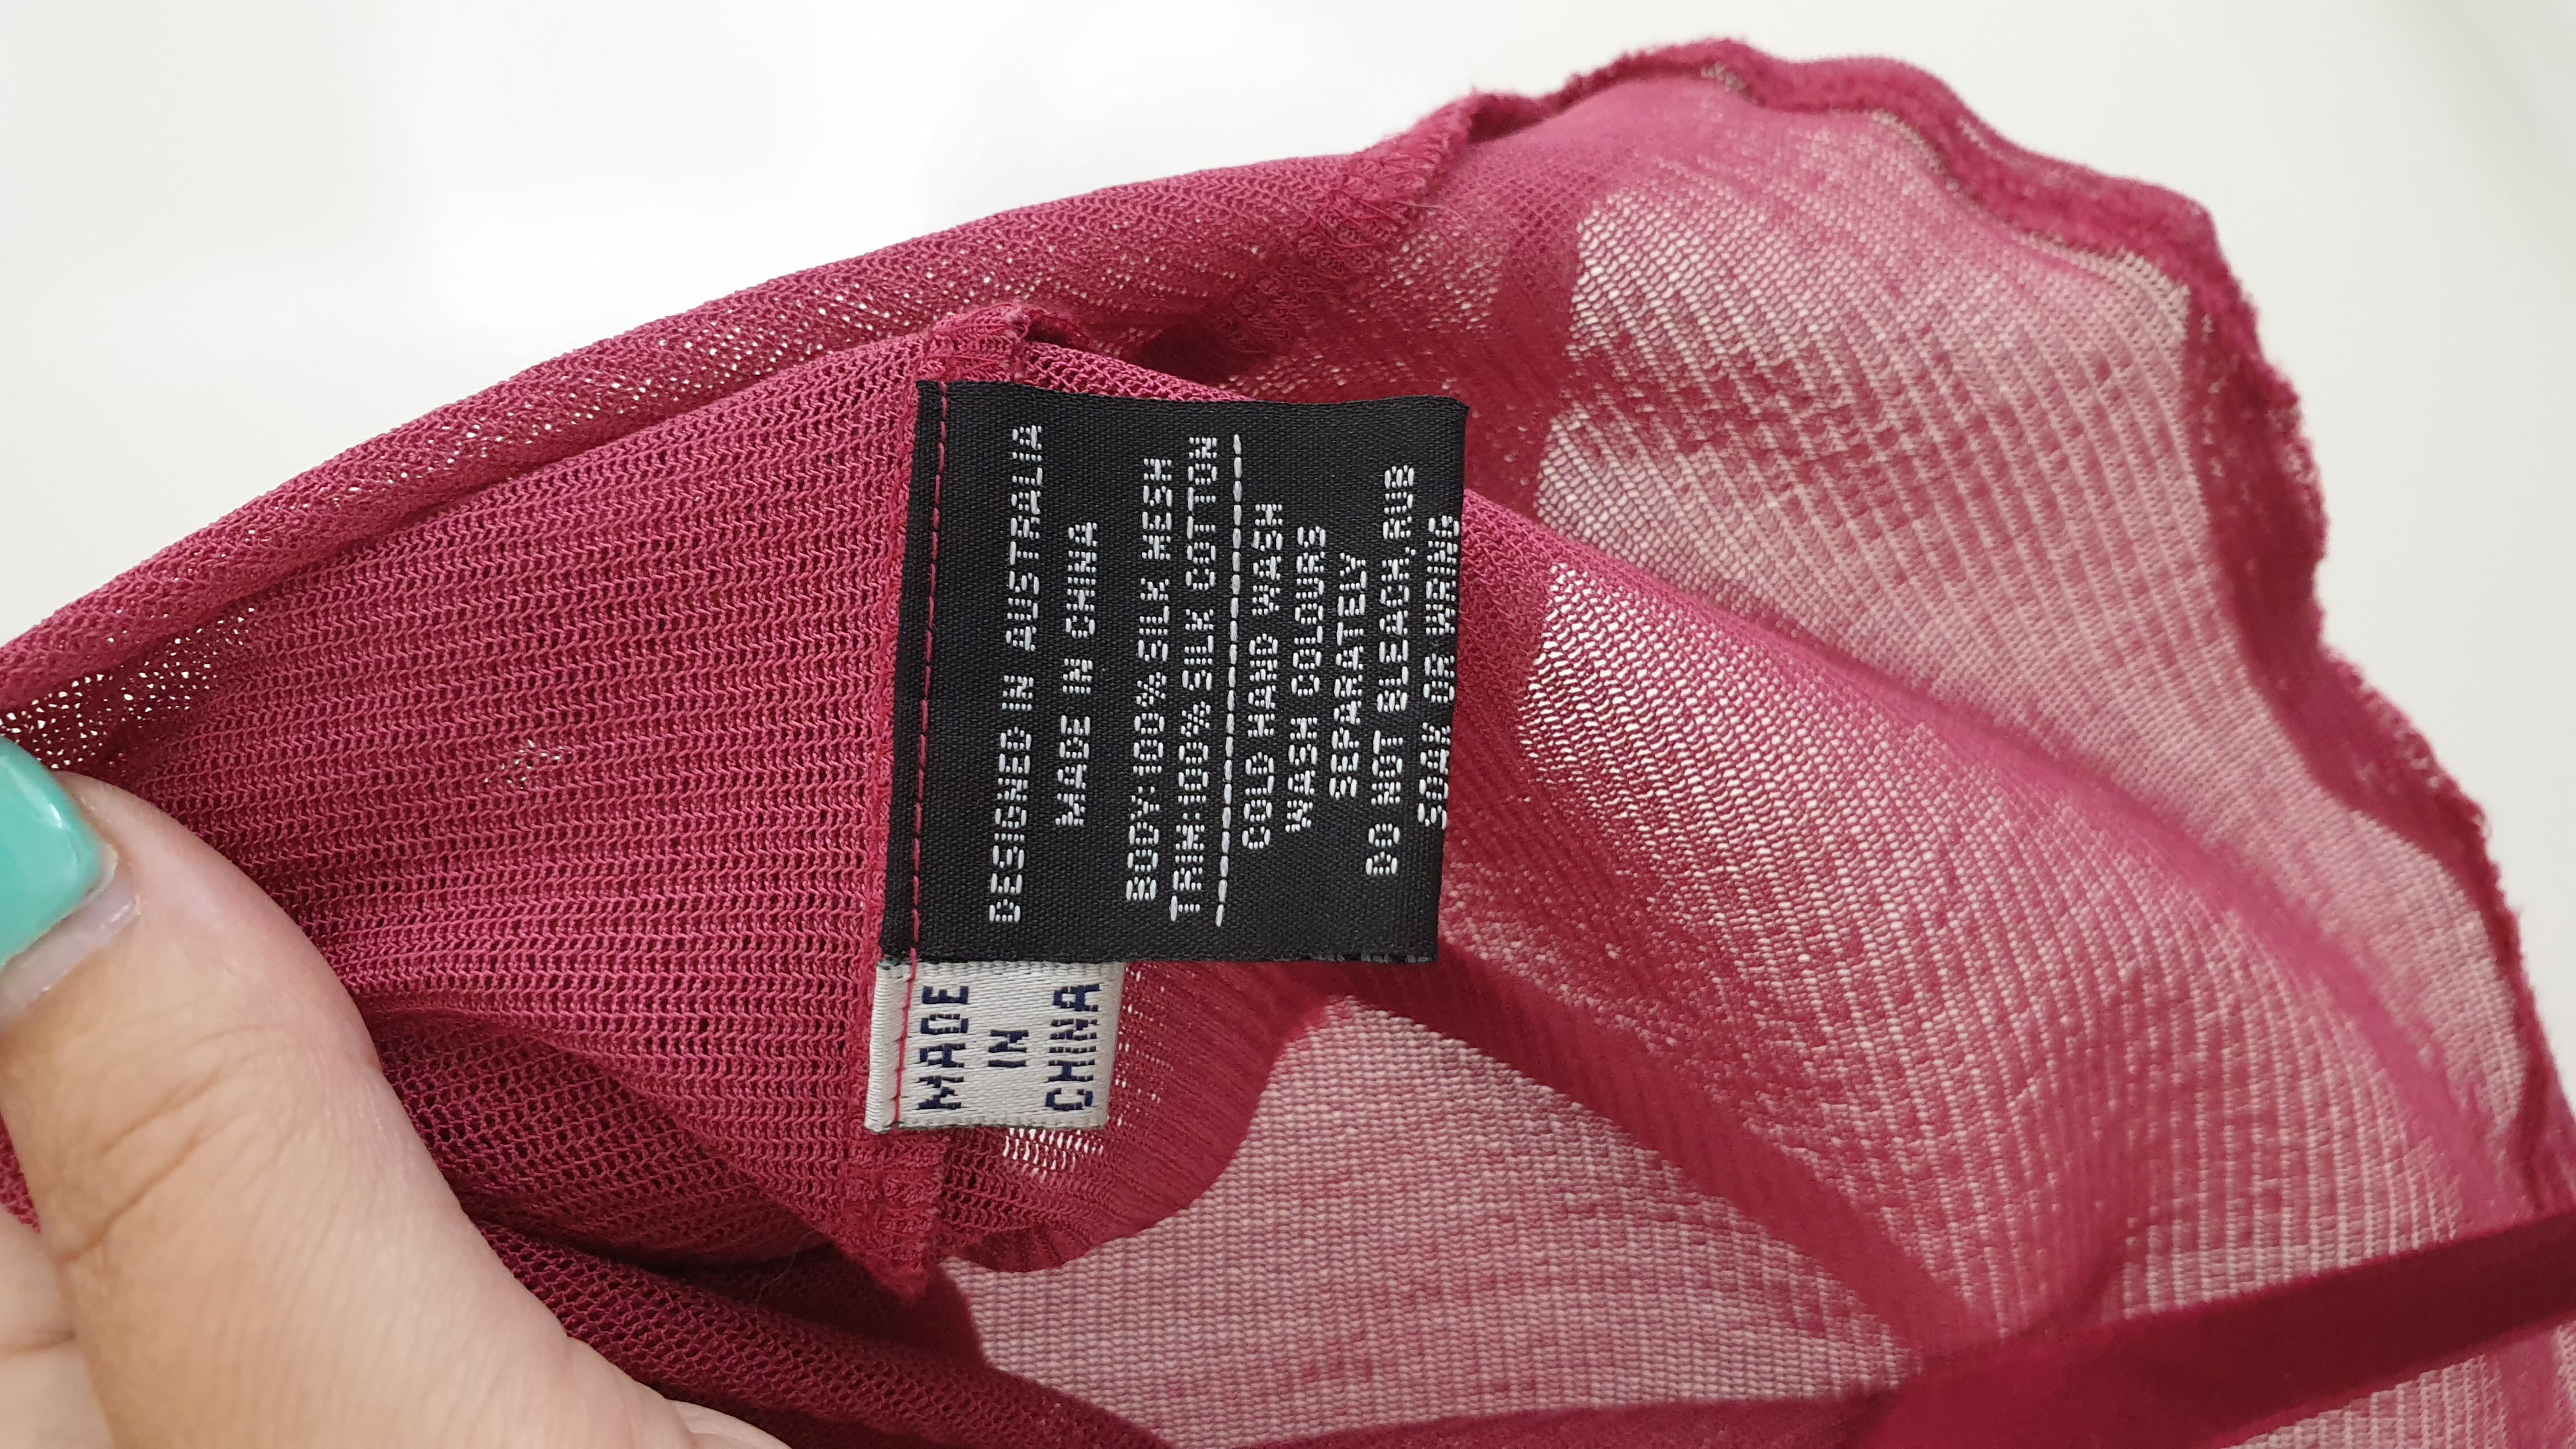 DESIGNED IN AUSTRALIA
MADE IN CHINA
BODY:100% SILK MESH
TRIM:100% SILK COTTON
COLD HAND WASH
WASH COLOURS
SEPARATELY
DO NOT BLEACH,RUB
SOAK OR WRING
MADE
IN
CHINA